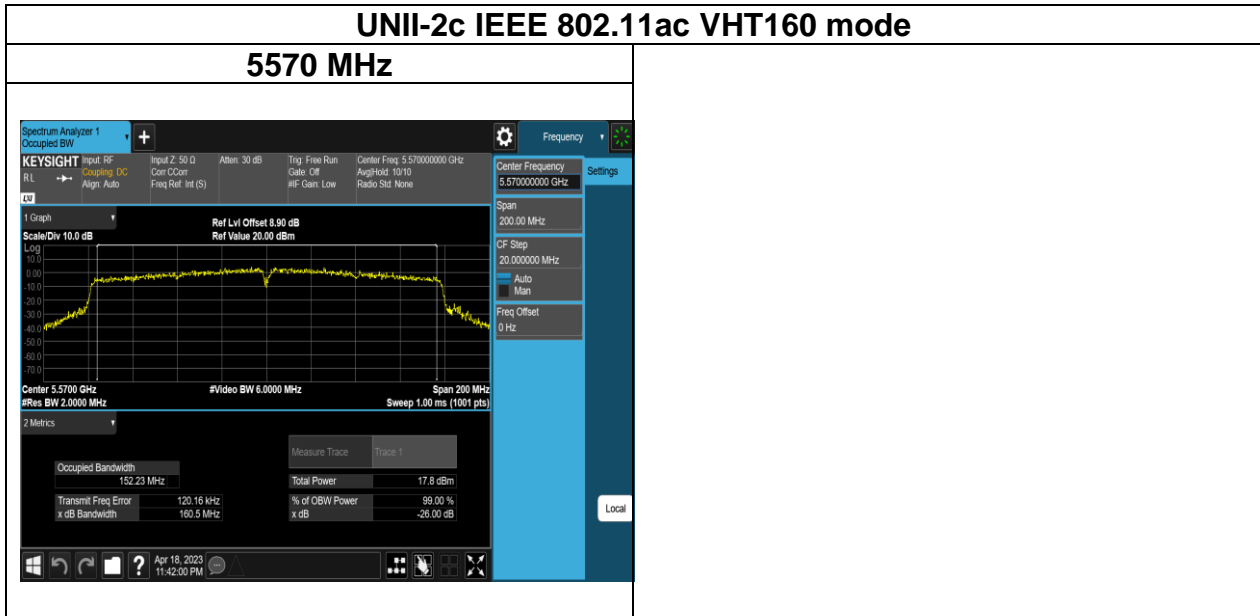 UNII-2c IEEE 802.11ac VHT160 mode
5570 MHz
Spectrum Analyzer 1
Occupied BW
+
Frequency
KEYSIGHT
RL
LXI
Input: RF
Coupling: DC
Align: Auto
Input Z: 50 Ω
Corr CCorr
Freq Ref: Int (S)
Atten: 30 dB
Trig: Free Run
Gate: Off
#IF Gain: Low
Center Freq: 5.570000000 GHz
Avg|Hold: 10/10
Radio Std: None
1 Graph
Scale/Div 10.0 dB
Ref Lvl Offset 8.90 dB
Ref Value 20.00 dBm
Log
10.0
0.00
-10.0
-20.0
-30.0
-40.0
-50.0
-60.0
-70.0
Center 5.5700 GHz
#Res BW 2.0000 MHz
#Video BW 6.0000 MHz
Span 200 MHz
Sweep 1.00 ms (1001 pts)
2 Metrics
Measure Trace Trace 1
Occupied Bandwidth
152.23 MHz
Total Power 17.8 dBm
Transmit Freq Error 120.16 kHz
% of OBW Power 99.00 %
x dB Bandwidth 160.5 MHz
x dB -26.00 dB
Center Frequency
5.570000000 GHz
Settings
Span
200.00 MHz
CF Step
20.000000 MHz
Auto
Man
Freq Offset
0 Hz
Local
?
Apr 18, 2023
11:42:00 PM